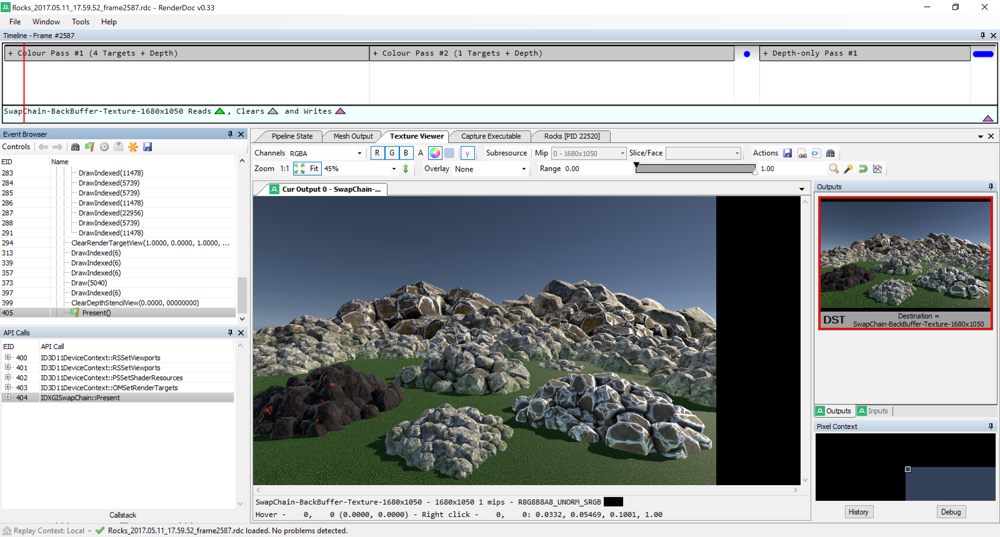 Rocks_2017.05.11_17.59.52_frame2587.rdc - RenderDoc v0.33
File Window Tools Help
Timeline - Frame #2587
+ Colour Pass #1 (4 Targets + Depth)
+ Colour Pass #2 (1 Targets + Depth)
+ Depth-only Pass #1
SwapChain-BackBuffer-Texture-1680x1050 Reads , Clears and Writes
Event Browser
Controls
EID Name
283 DrawIndexed(11478)
284 DrawIndexed(5739)
285 DrawIndexed(5739)
286 DrawIndexed(11478)
287 DrawIndexed(22956)
288 DrawIndexed(5739)
291 DrawIndexed(11478)
294 ClearRenderTargetView(1.0000, 0.0000, 1.0000, ...
313 DrawIndexed(6)
339 DrawIndexed(6)
357 DrawIndexed(6)
373 Draw(5040)
397 DrawIndexed(6)
399 ClearDepthStencilView(0.0000, 00000000)
405 Present()
API Calls
EID API Call
400 ID3D11DeviceContext::RSSetViewports
401 ID3D11DeviceContext::RSSetViewports
402 ID3D11DeviceContext::PSSetShaderResources
403 ID3D11DeviceContext::OMSetRenderTargets
404 IDXGISwapChain::Present
Callstack
Pipeline State Mesh Output Texture Viewer Capture Executable Rocks [PID 22520]
Channels RGBA R G B A γ Subresource Mip 0 - 1680x1050 Slice/Face Actions
Zoom 1:1 Fit 45% Overlay None Range 0.00 1.00
Cur Output 0 - SwapChain-...
SwapChain-BackBuffer-Texture-1680x1050 - 1680x1050 1 mips - R8G8B8A8_UNORM_SRGB
Hover - 0, 0 (0.0000, 0.0000) - Right click - 0, 0: 0.0332, 0.05469, 0.1001, 1.00
Outputs
DST Destination =
SwapChain-BackBuffer-Texture-1680x1050
Outputs Inputs
Pixel Context
History Debug
Replay Context: Local Rocks_2017.05.11_17.59.52_frame2587.rdc loaded. No problems detected.